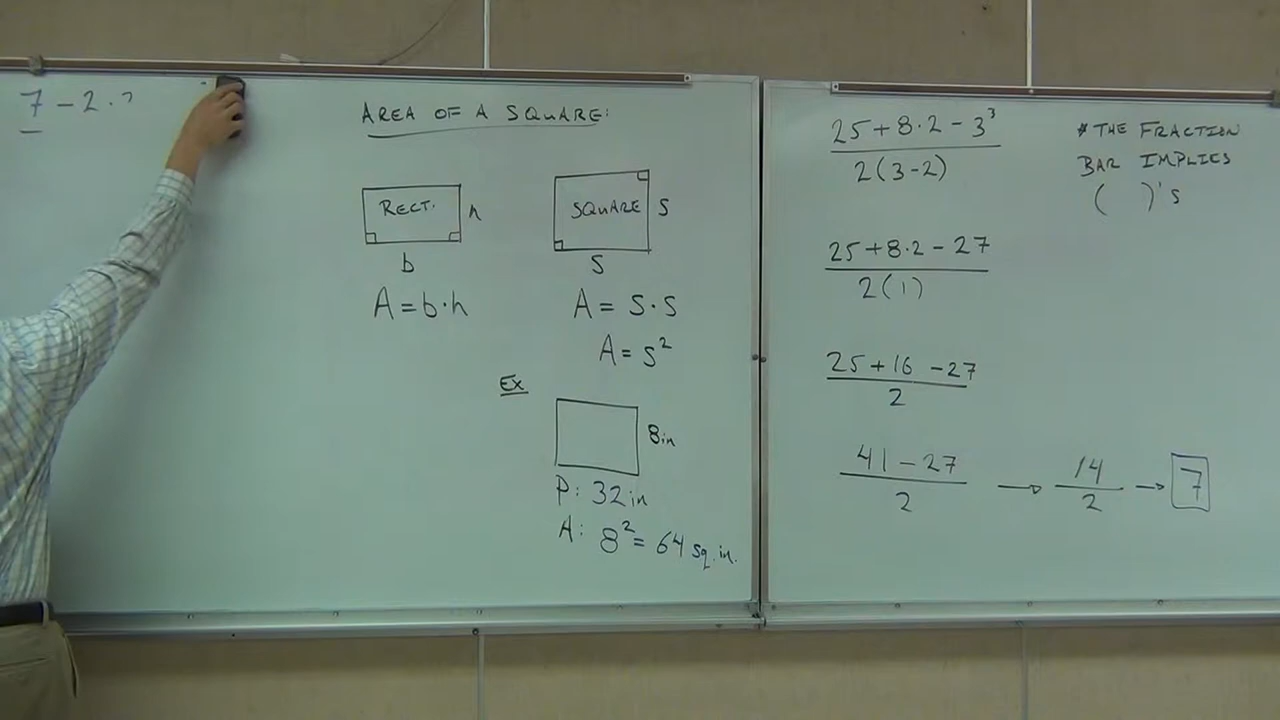 7 - 2 ·
AREA OF A SQUARE:
RECT.
h
b
A = b · h
SQUARE
S
S
A = S · S
A = S²
Ex
8in
P: 32 in
A: 8² = 64 sq. in.
25 + 8 · 2 - 3³
2(3-2)
25 + 8 · 2 - 27
2(1)
25 + 16 - 27
2
41 - 27
2
→ 14
2
→ 7
* THE FRACTION
BAR IMPLIES
( )'s